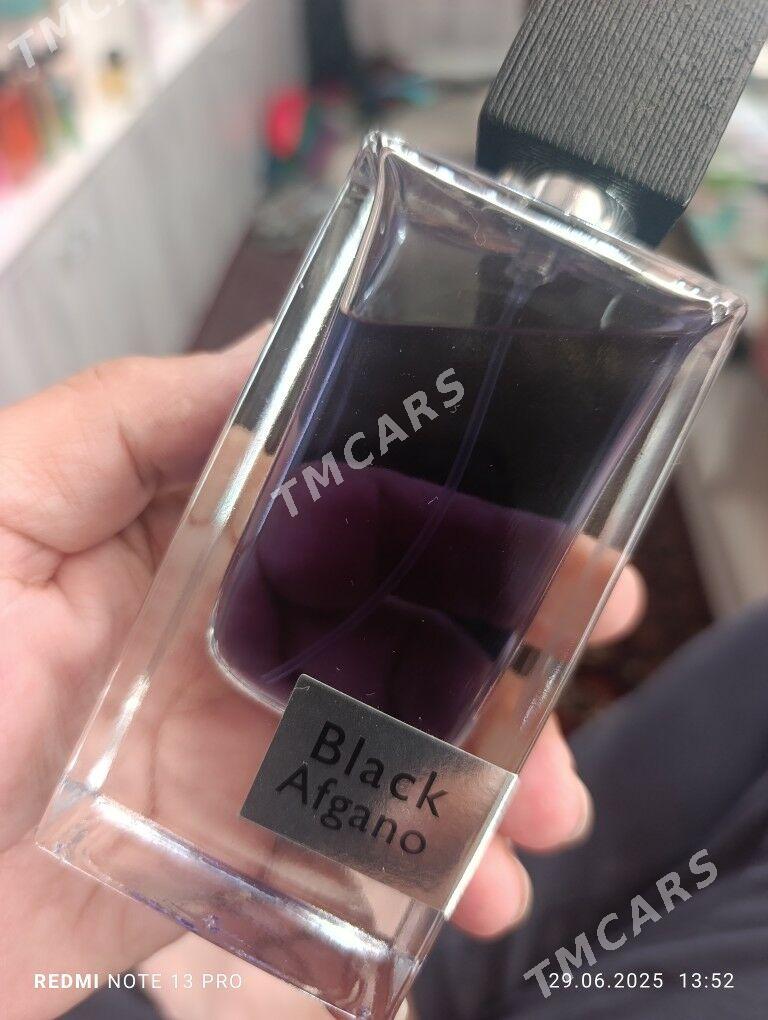 TMCARS
TMCARS
Black
Afgano
TMCARS
REDMI NOTE 13 PRO
29.06.2025 13:52